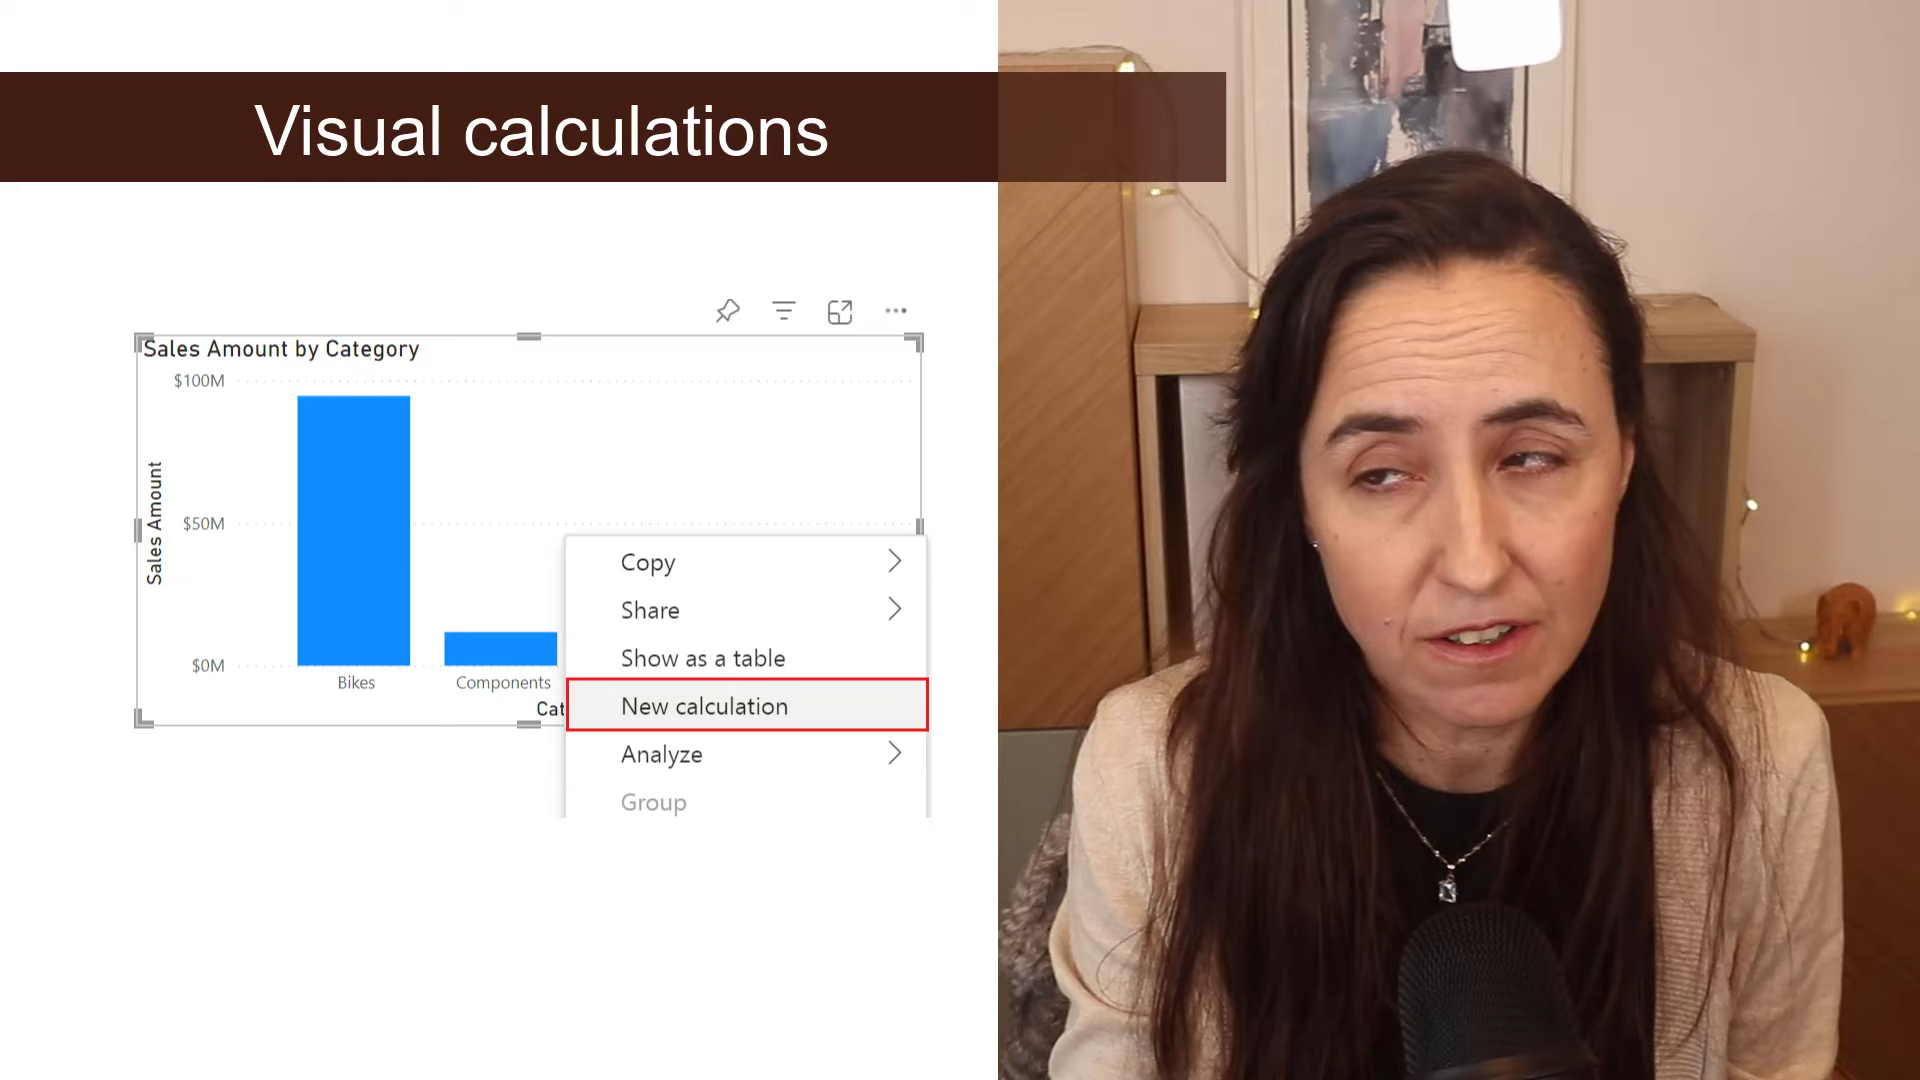 Visual calculations
Sales Amount by Category
$100M
$50M
$0M
Sales Amount
Bikes
Components
Cat
Copy
Share
Show as a table
New calculation
Analyze
Group